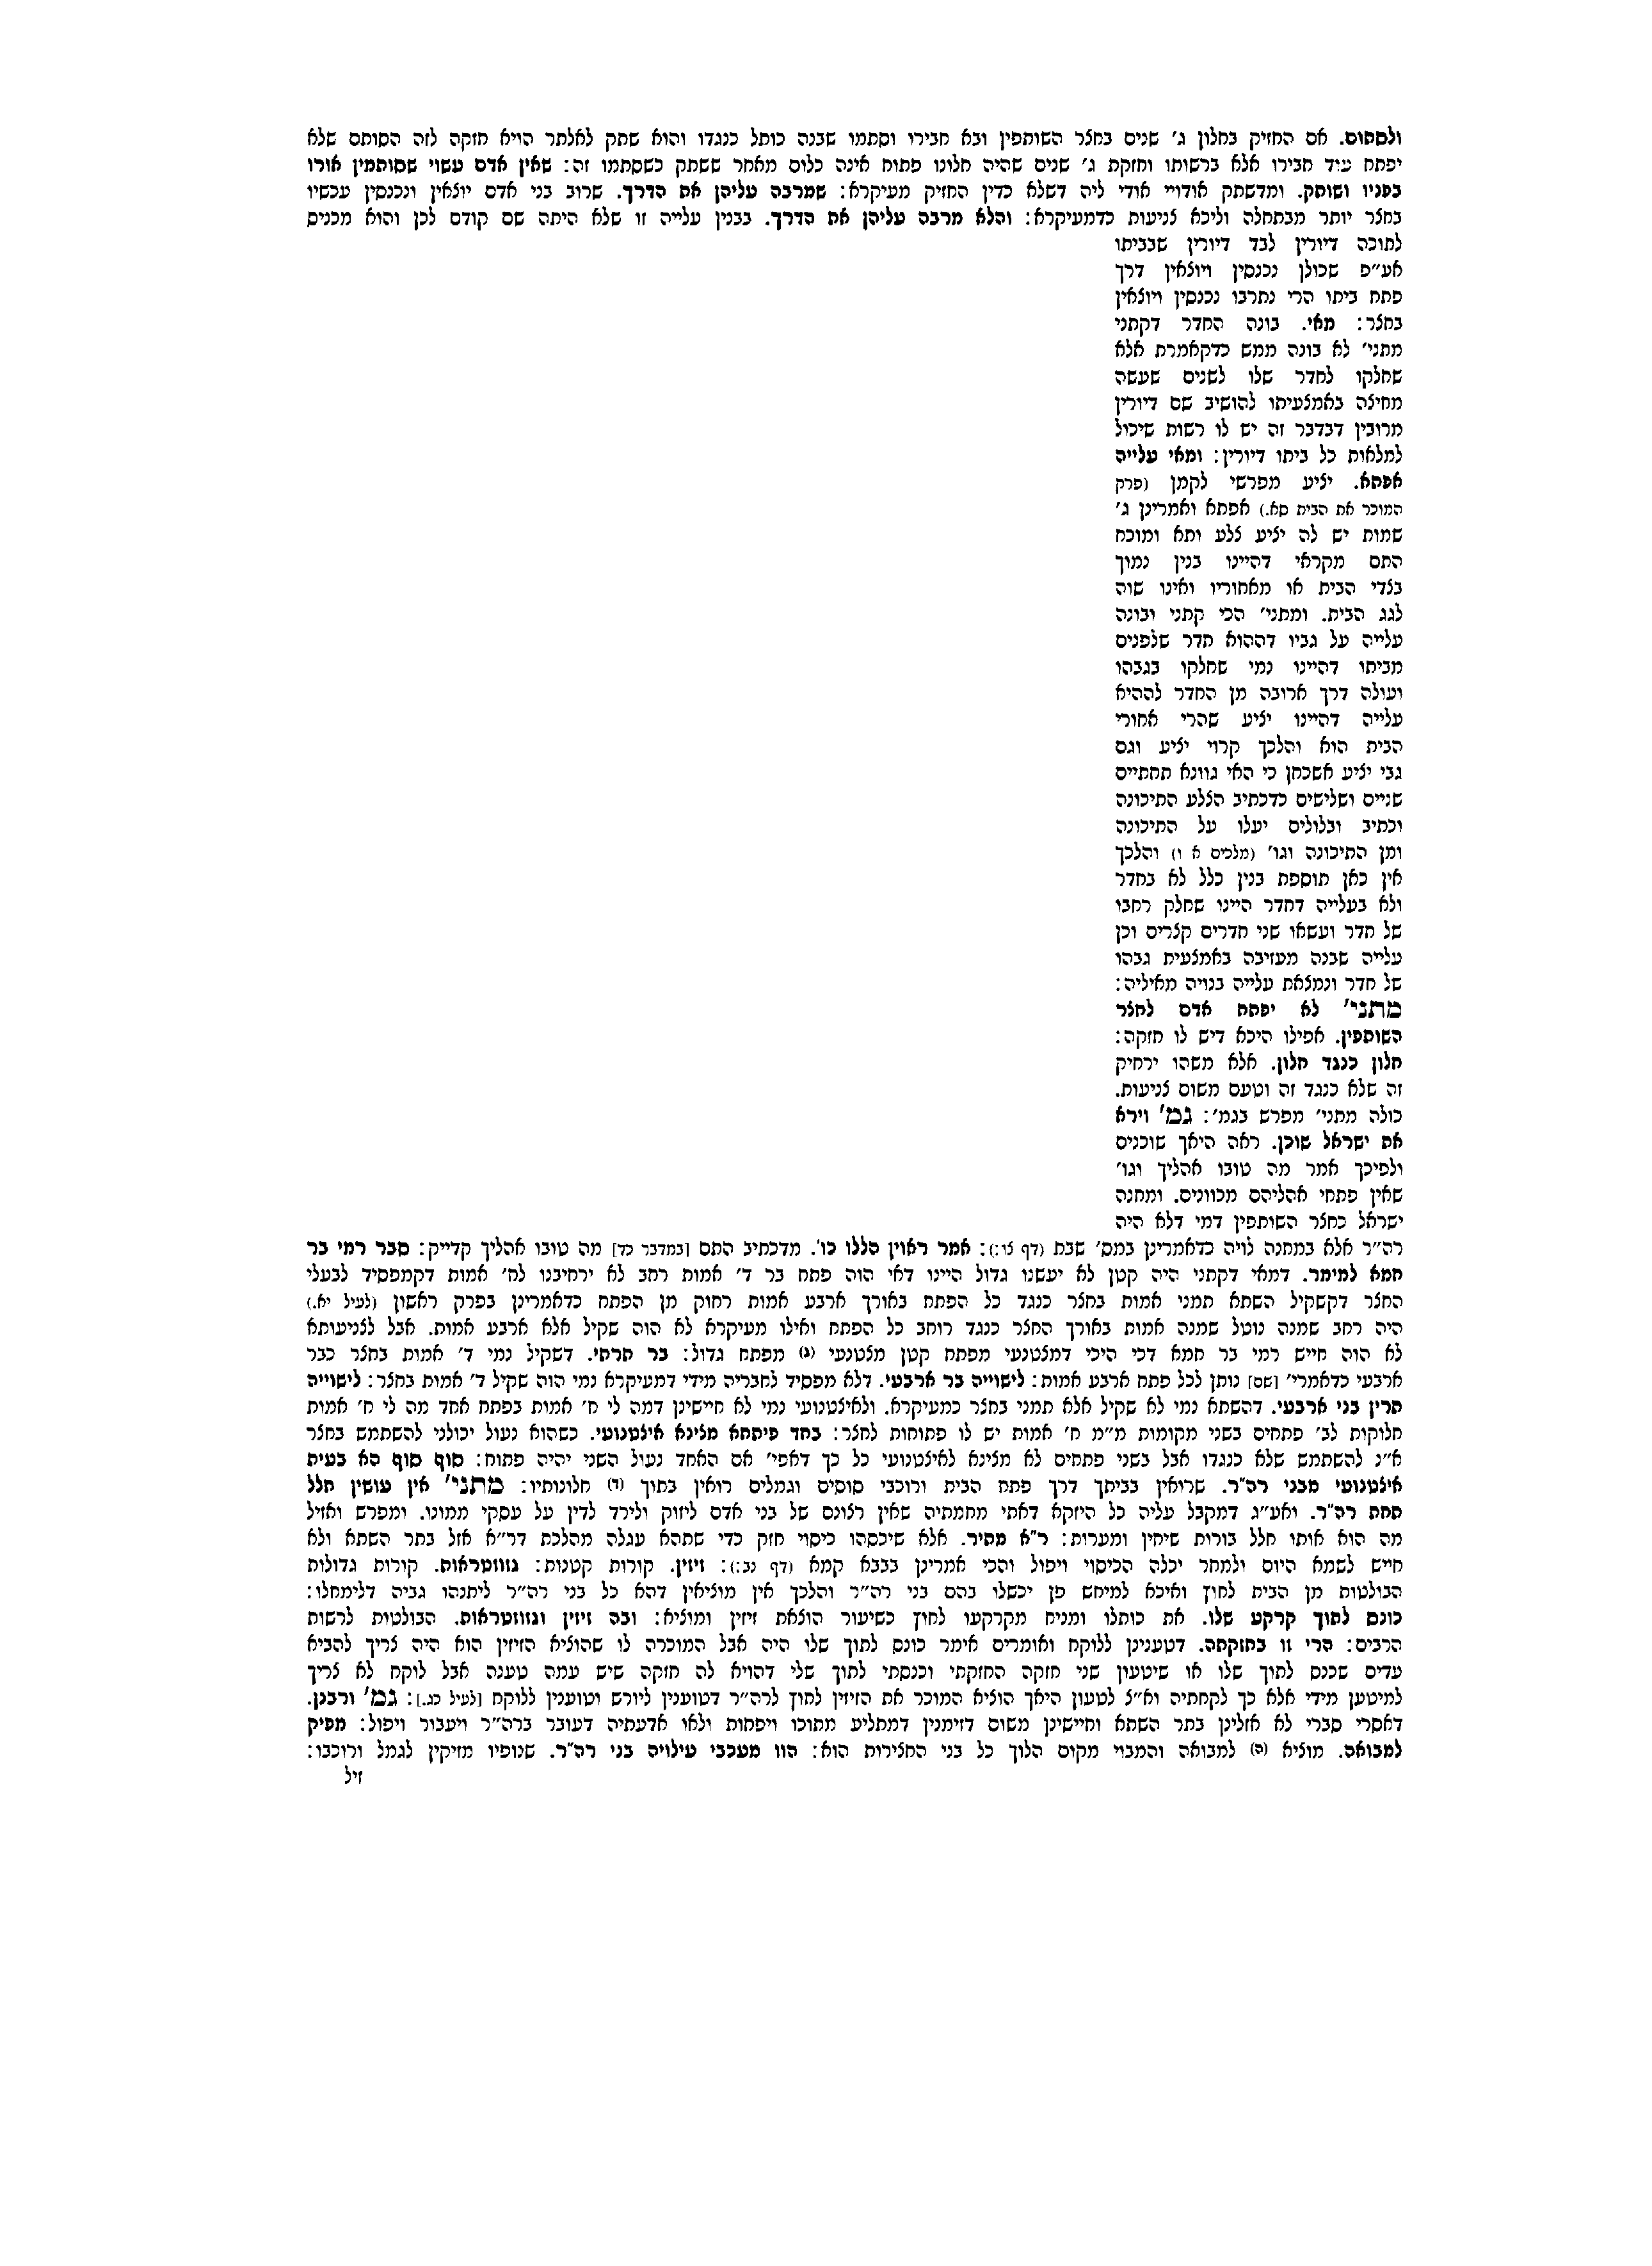 ולסתום. אם החזיק בחלון ג׳ שנים בחצר השותפין ובא חבירו וסתמו שבנה כותל כנגדו והוא שתק לאלתר הויא חזקה לזה הסותם שלא
יפתח עוד חבירו אלא ברשותו וחזקת ג׳ שנים שהיה חלונו פתוח אינה כלום מאחר ששתק כשסתמו זה: שאין אדם עשוי שסותמין אורו
בפניו ושותק. ומדשתק אודויי אודי ליה דשלא כדין החזיק מעיקרא: שמרבה עליהן את הדרך. שרוב בני אדם יוצאין ונכנסין עכשיו
בחצר יותר מבתחלה וליכא צניעות כדמעיקרא: והלא מרבה עליהן את הדרך. בבנין עלייה זו שלא היתה שם קודם לכן והוא מכניס
לתוכה דיורין לבד דיורין שבביתו
אע״פ שכולן נכנסין ויוצאין דרך
פתח ביתו הרי נתרבו נכנסין ויוצאין
בחצר: מאי. בונה החדר דקתני
מתני׳ לא בונה ממש כדקאמרת אלא
שחלקו לחדר שלו לשנים שעשה
מחיצה באמצעיתו להושיב שם דיורין
מרובין דבדבר זה יש לו רשות שיכול
למלאות כל ביתו דיורין: ומאי עלייה
אפתא. יציע מפרשי לקמן (פרק
המוכר את הבית סא.) אפתא ואמרינן ג׳
שמות יש לה יציע צלע ותא ומוכח
התם מקראי דהיינו בנין נמוך
בצדי הבית או מאחוריו ואינו שוה
לגג הבית. ומתני׳ הכי קתני ובונה
עלייה על גביו דההוא חדר שלפנים
מביתו דהיינו נמי שחלקו בגבהו
ועולה דרך ארובה מן החדר לההיא
עלייה דהיינו יציע שהרי אחורי
הבית הוא והלכך קרוי יציע וגם
גבי יציע אשכחן כי האי גוונא תחתיים
שניים ושלישים כדכתיב הצלע התיכונה
וכתיב ובלולים יעלו על התיכונה
ומן התיכונה וגו׳ (מלכים א ו) והלכך
אין כאן תוספת בנין כלל לא בחדר
ולא בעלייה דחדר היינו שחלק רחבו
של חדר ועשאו שני חדרים קצרים וכן
עלייה שבנה מעזיבה באמצעית גבהו
של חדר ונמצאת עלייה בנויה מאיליה:
מתני׳ לא יפתח אדם לחצר
השותפין. אפילו היכא דיש לו חזקה:
חלון כנגד חלון. אלא משהו ירחיק
זה שלא כנגד זה וטעם משום צניעות.
כולה מתני׳ מפרש בגמ׳: גמ׳ וירא
את ישראל שוכן. ראה היאך שוכנים
ולפיכך אמר מה טובו אהליך וגו׳
שאין פתחי אהליהם מכוונים. ומחנה
ישראל כחצר השותפין דמי דלא היה
רה״ר אלא במחנה לויה כדאמרינן במס׳ שבת (דף צו:): אמר ראוין הללו כו׳. מדכתיב התם [במדבר כד] מה טובו אהליך קדייק: סבר רמי בר
חמא למימר. דמאי דקתני היה קטן לא יעשנו גדול היינו דאי הוה פתח בר ד׳ אמות רחב לא ירחיבנו לח׳ אמות דקמפסיד לבעלי
החצר דקשקיל השתא תמני אמות בחצר כנגד כל הפתח באורך ארבע אמות רחוק מן הפתח כדאמרינן בפרק ראשון (לעיל יא.)
היה רחב שמנה נוטל שמנה אמות באורך החצר כנגד רוחב כל הפתח ואילו מעיקרא לא הוה שקיל אלא ארבע אמות. אבל לצניעותא
לא הוה חייש רמי בר חמא דכי היכי דמצטנעי מפתח קטן מצטנעי (ג) מפתח גדול: בר תרתי. דשקיל נמי ד׳ אמות בחצר כבר
ארבעי כדאמרי׳ [שם] נותן לכל פתח ארבע אמות: לישוייה בר ארבעי. דלא מפסיד לחבריה מידי דמעיקרא נמי הוה שקיל ד׳ אמות בחצר: לישוייה
תרין בני ארבעי. דהשתא נמי לא שקיל אלא תמני בחצר כמעיקרא. ולאיצטנועי נמי לא חיישינן דמה לי ח׳ אמות בפתח אחד מה לי ח׳ אמות
חלוקות לב׳ פתחים בשני מקומות מ״מ ח׳ אמות יש לו פתוחות לחצר: בחד פיתחא מצינא איצטנועי. כשהוא נעול יכולני להשתמש בחצר
א״נ להשתמש שלא כנגדו אבל בשני פתחים לא מצינא לאיצטנועי כל כך דאפי׳ אם האחד נעול השני יהיה פתוח: סוף סוף הא בעית
איצטנועי מבני רה״ר. שרואין בביתך דרך פתח הבית ורוכבי סוסים וגמלים רואין בתוך (ד) חלונותיו: מתני׳ אין עושין חלל
תחת רה״ר. ואע״ג דמקבל עליה כל היזקא דאתי מחמתיה שאין רצונם של בני אדם ליזוק ולירד לדין על עסקי ממונו. ומפרש ואזיל
מה הוא אותו חלל בורות שיחין ומערות: ר״א מתיר. אלא שיכסהו כיסוי חזק כדי שתהא עגלה מהלכת דר״א אזל בתר השתא ולא
חייש לשמא היום ולמחר יכלה הכיסוי ויפול והכי אמרינן בבבא קמא (דף נב:): זיזין. קורות קטנות: גזוזטראות. קורות גדולות
הבולטות מן הבית לחוץ ואיכא למיחש פן יכשלו בהם בני רה״ר והלכך אין מוציאין דהא כל בני רה״ר ליתנהו גביה דלימחלו:
כונס לתוך קרקע שלו. את כותלו ומניח מקרקעו לחוץ כשיעור הוצאת זיזין ומוציא: ובה זיזין וגזוזטראות. הבולטות לרשות
הרבים: הרי זו בחזקתה. דטענינן ללוקח ואומרים אימר כונס לתוך שלו היה אבל המוכרה לו שהוציא הזיזין הוא היה צריך להביא
עדים שכנס לתוך שלו או שיטעון שני חזקה החזקתי וכנסתי לתוך שלי דהויא לה חזקה שיש עמה טענה אבל לוקח לא צריך
למיטען מידי אלא כך לקחתיה וא״צ לטעון היאך הוציא המוכר את הזיזין לחוץ לרה״ר דטוענין ליורש וטוענין ללוקח [לעיל כג.]: גמ׳ ורבנן.
דאסרי סברי לא אזלינן בתר השתא וחיישינן משום דזימנין דמתליע מתוכו ויפחות ולאו אדעתיה דעובר ברה״ר ויעבור ויפול: מפיק
למבואה. מוציא (ה) למבואה והמבוי מקום הלוך כל בני החצירות הוא: הוו מעכבי עילויה בני רה״ר. שנופיו מזיקין לגמל ורוכבו:
זיל